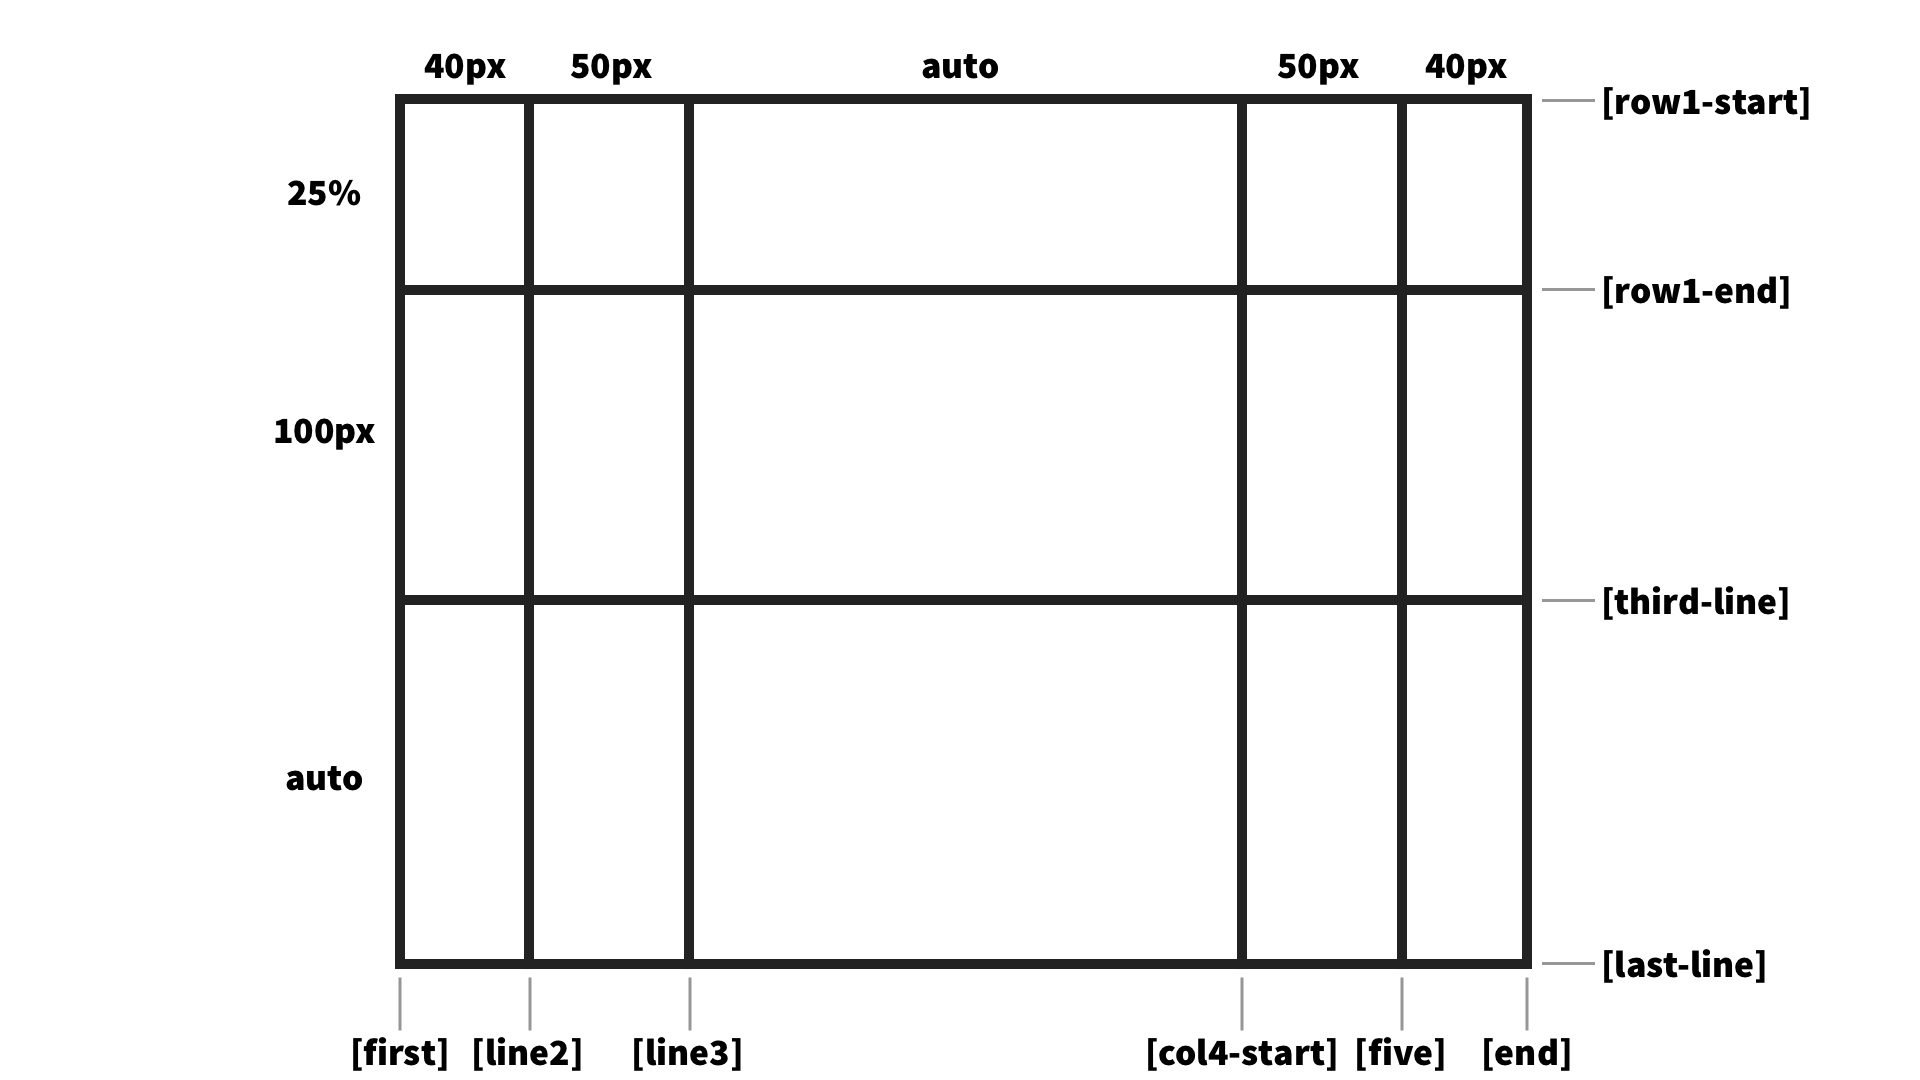 40px 50px auto 50px 40px
[row1-start]
25%
[row1-end]
100px
[third-line]
auto
[last-line]
[first] [line2] [line3] [col4-start] [five] [end]